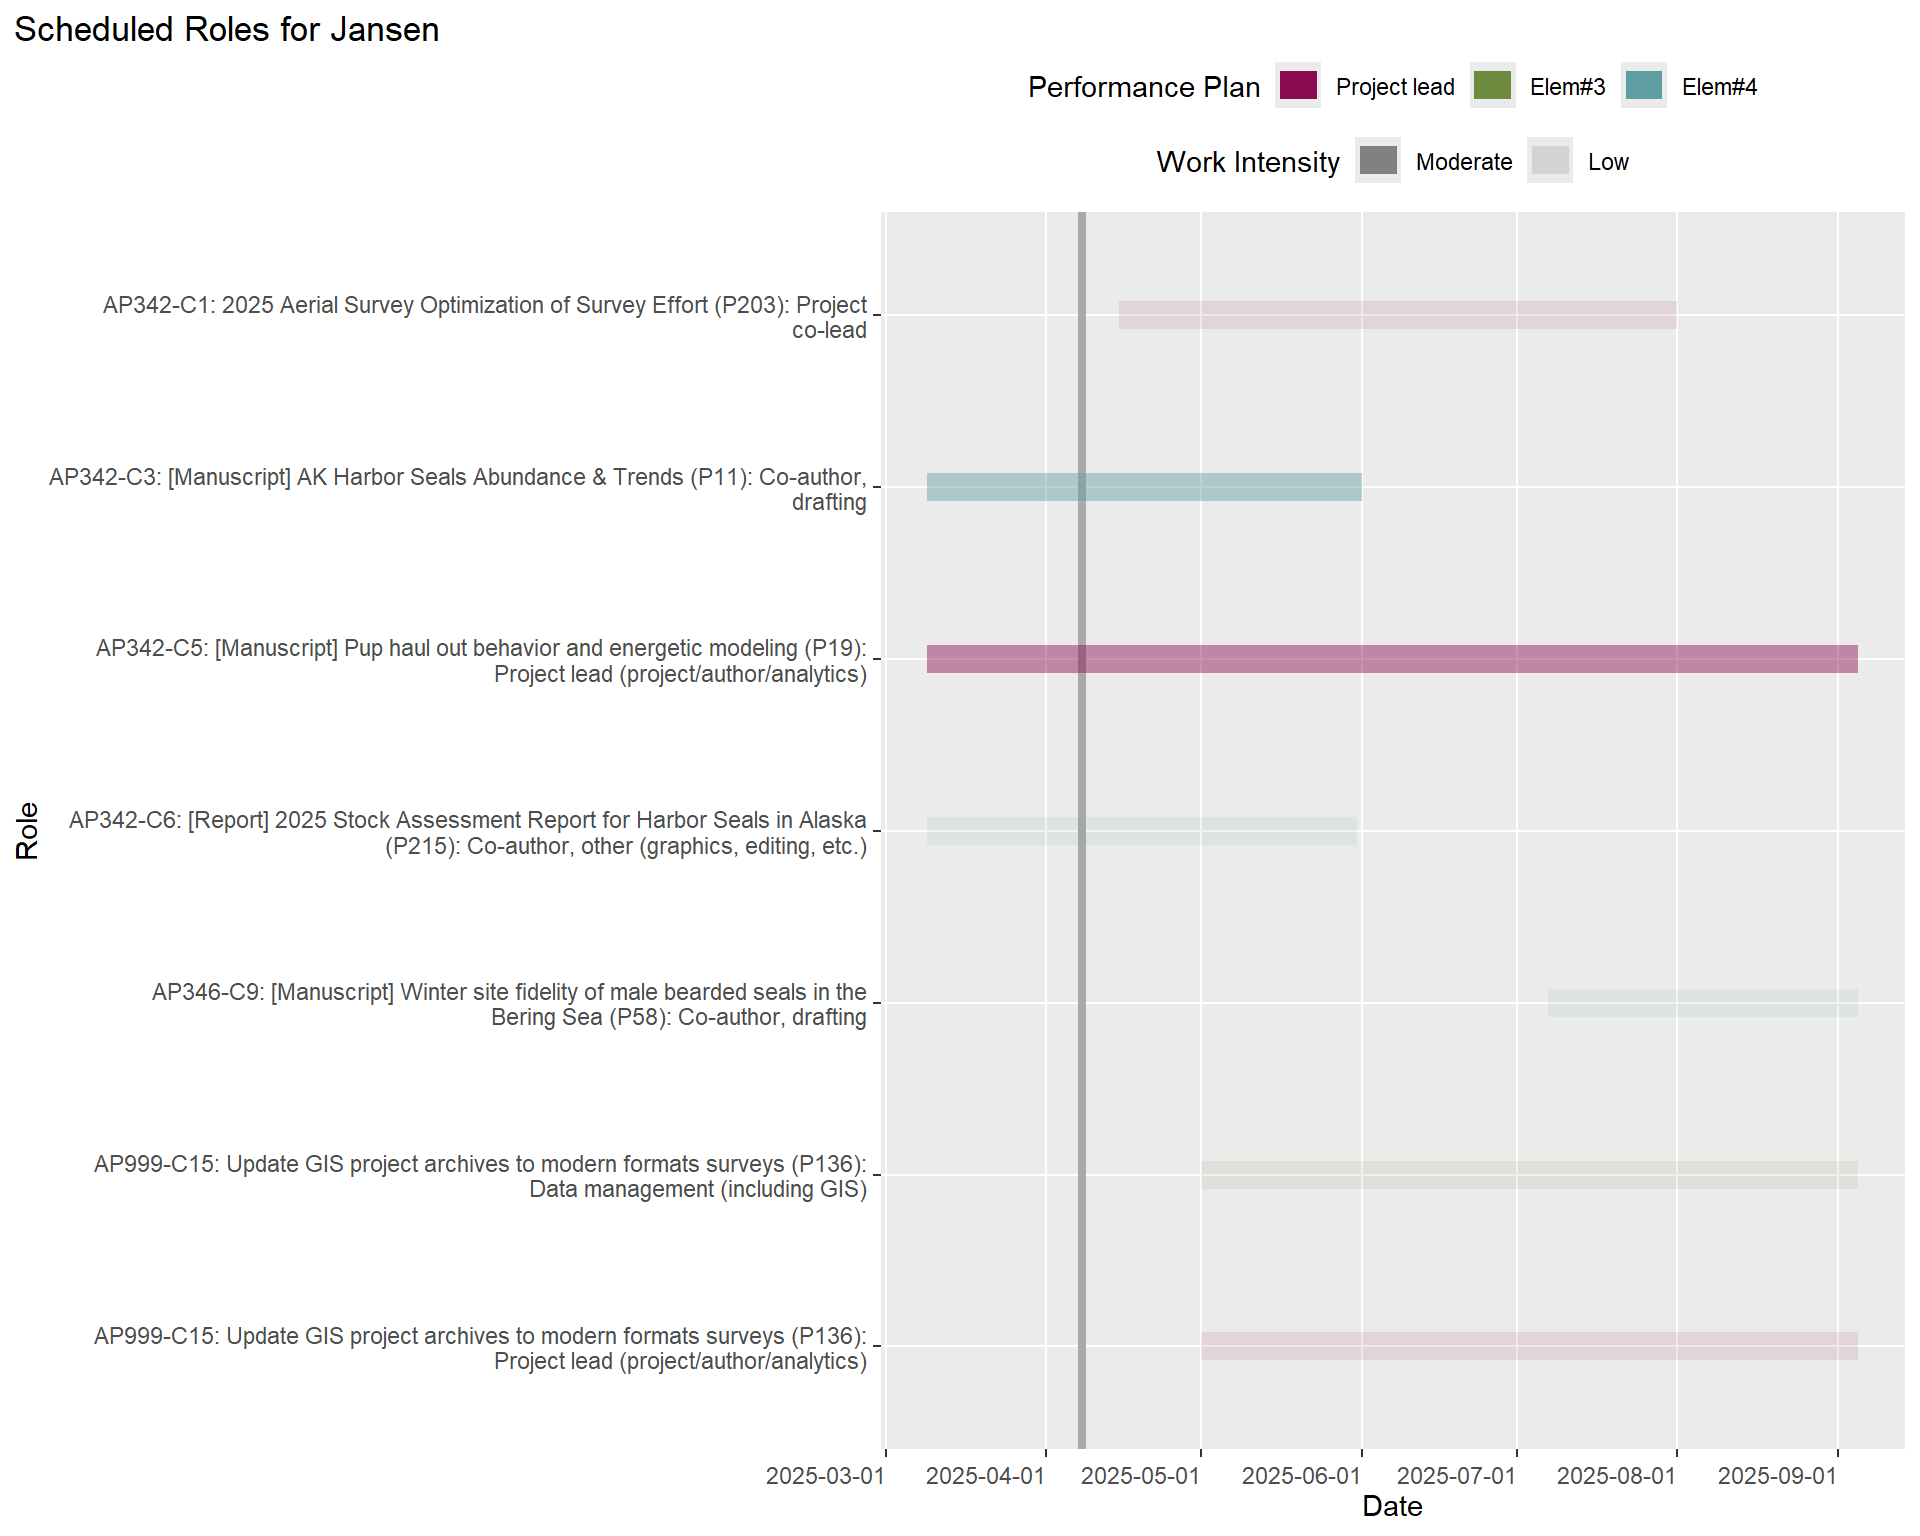 Scheduled Roles for Jansen
Performance Plan Project lead Elem#3 Elem#4
Work Intensity Moderate Low
AP342-C1: 2025 Aerial Survey Optimization of Survey Effort (P203): Project
co-lead
AP342-C3: [Manuscript] AK Harbor Seals Abundance & Trends (P11): Co-author,
drafting
AP342-C5: [Manuscript] Pup haul out behavior and energetic modeling (P19):
Project lead (project/author/analytics)
Role
AP342-C6: [Report] 2025 Stock Assessment Report for Harbor Seals in Alaska
(P215): Co-author, other (graphics, editing, etc.)
AP346-C9: [Manuscript] Winter site fidelity of male bearded seals in the
Bering Sea (P58): Co-author, drafting
AP999-C15: Update GIS project archives to modern formats surveys (P136):
Data management (including GIS)
AP999-C15: Update GIS project archives to modern formats surveys (P136):
Project lead (project/author/analytics)
2025-03-01 2025-04-01 2025-05-01 2025-06-01 2025-07-01 2025-08-01 2025-09-01
Date